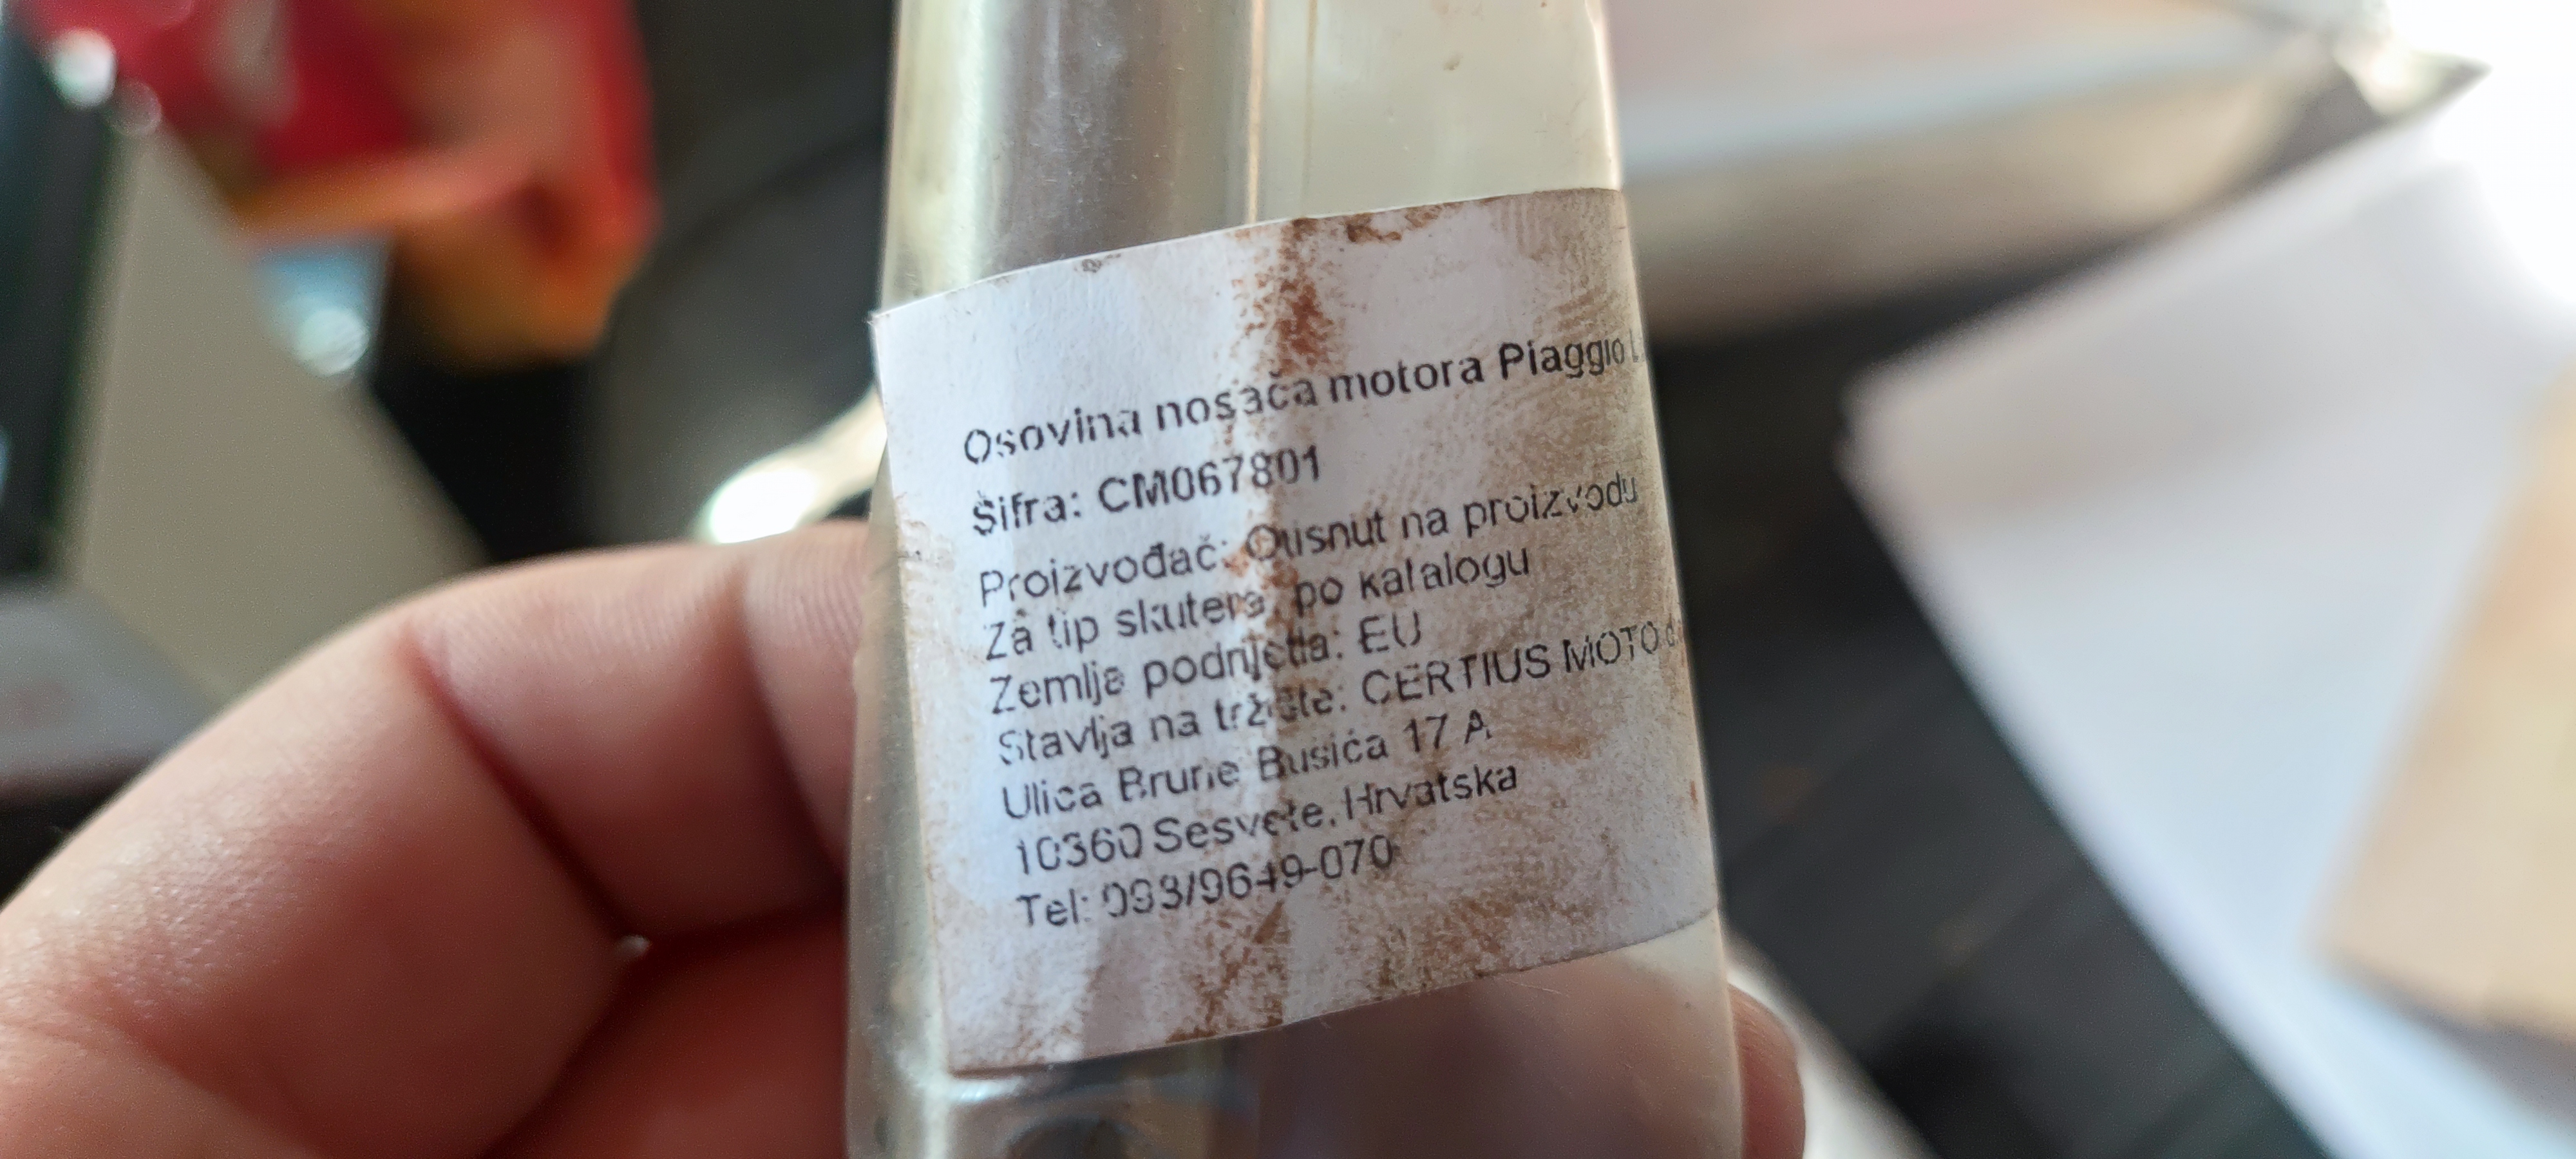 Osovina nosača motora Piaggio
Šifra: CM067801
Proizvođač: Otisnut na proizvodu
Za tip skutera: po katalogu
Zemlja podrijetla: EU
Stavlja na tržište: CERTIUS MOTO
Ulica Brune Bušića 17 A
10360 Sesvete, Hrvatska
Tel: 093/9649-070